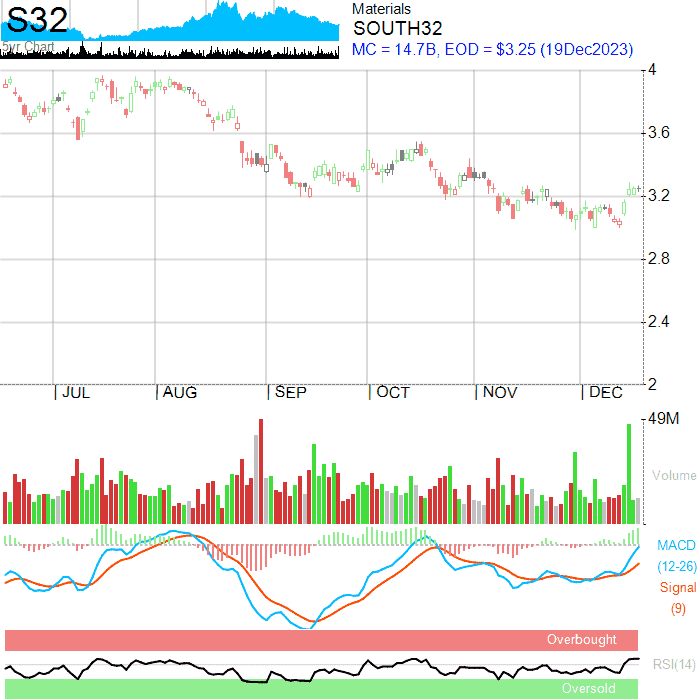 S32
5yr Chart
Materials
SOUTH32
MC = 14.7B, EOD = $3.25 (19Dec2023)
4
3.6
3.2
2.8
2.4
2
JUL AUG SEP OCT NOV DEC
49M
Volume
MACD
(12-26)
Signal
(9)
Overbought
RSI(14)
Oversold